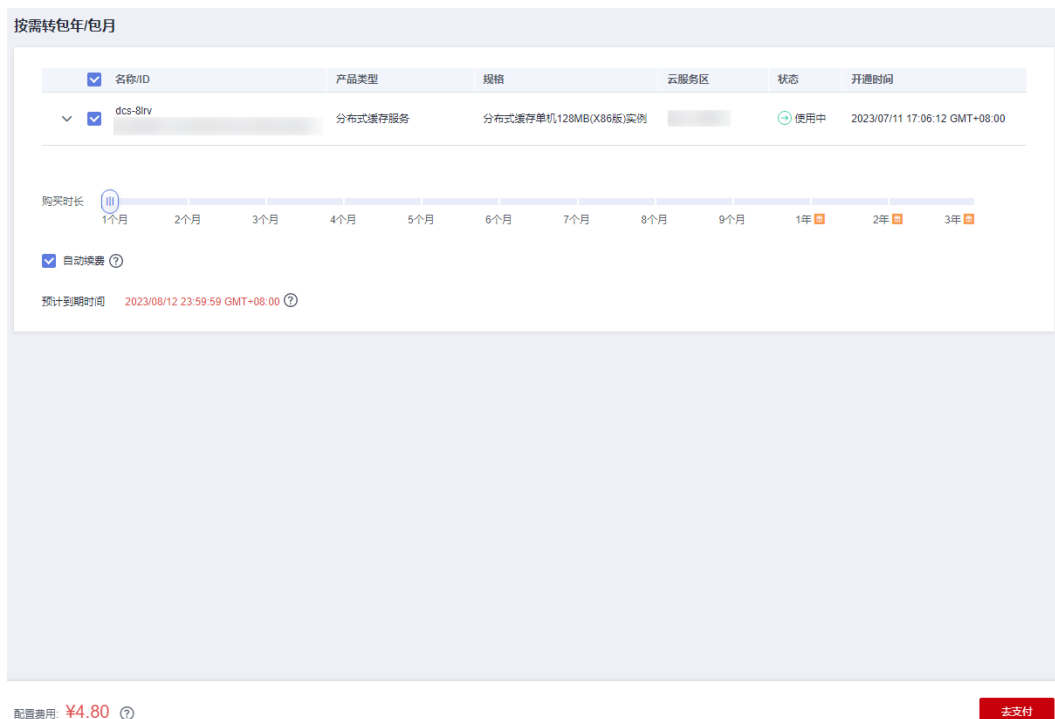 按需转包年/包月
名称/ID 产品类型 规格 云服务区 状态 开通时间
dcs-8lrv
分布式缓存服务 分布式缓存单机128MB(X86版)实例 使用中 2023/07/11 17:06:12 GMT+08:00
购买时长
1个月 2个月 3个月 4个月 5个月 6个月 7个月 8个月 9个月 1年 2年 3年
自动续费 ?
预计到期时间 2023/08/12 23:59:59 GMT+08:00 ?
配置费用: ¥4.80 ? 去支付